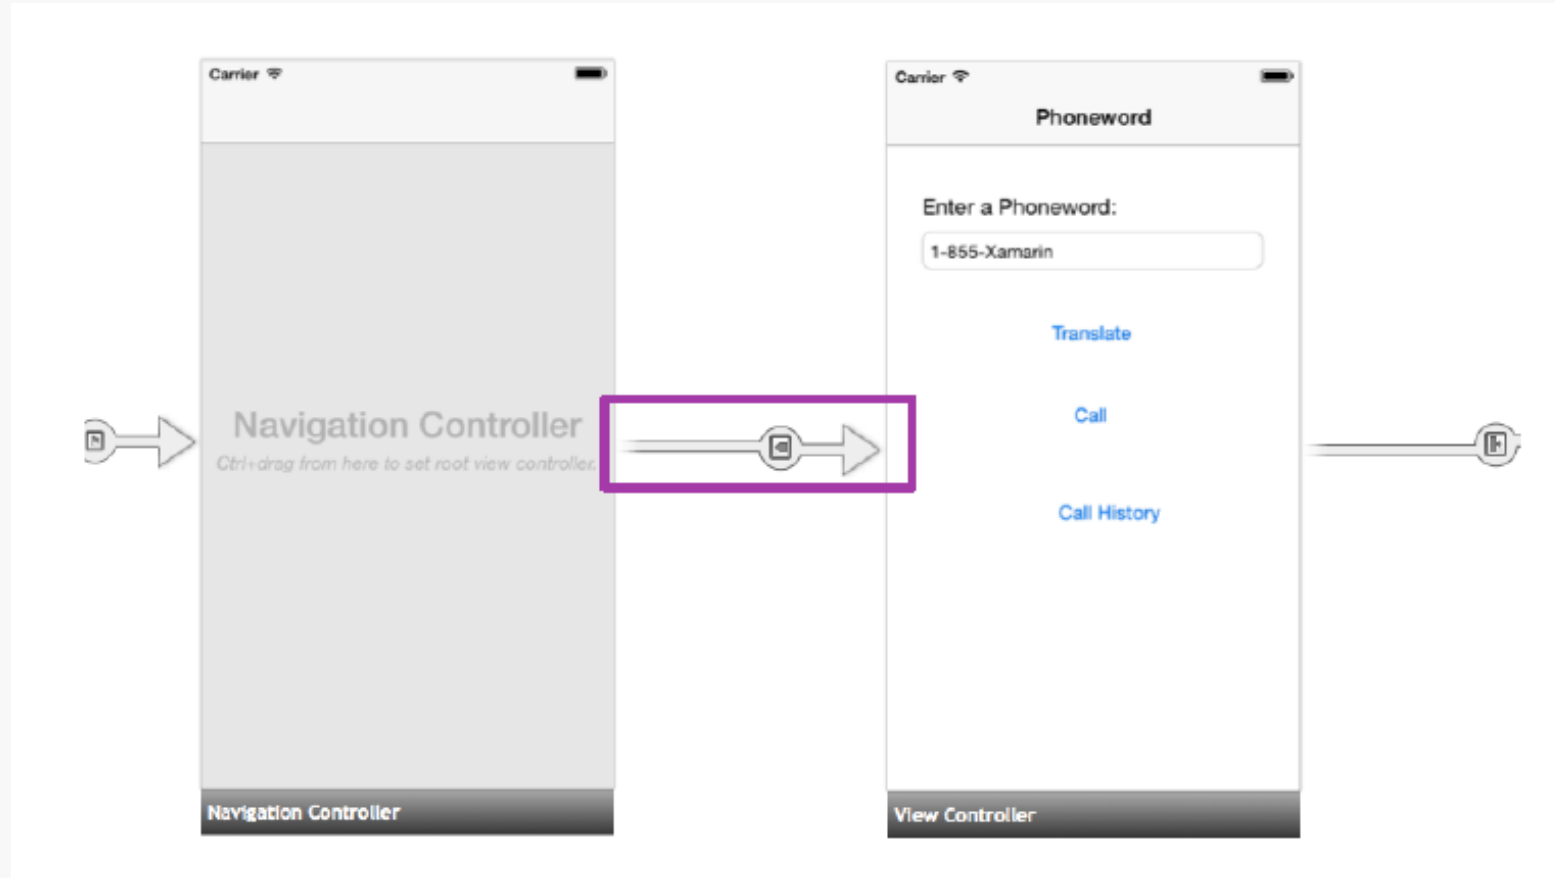 Carrier
Navigation Controller
Ctrl+drag from here to set root view controller.
Navigation Controller
Carrier
Phoneword
Enter a Phoneword:
1-855-Xamarin
Translate
Call
Call History
View Controller